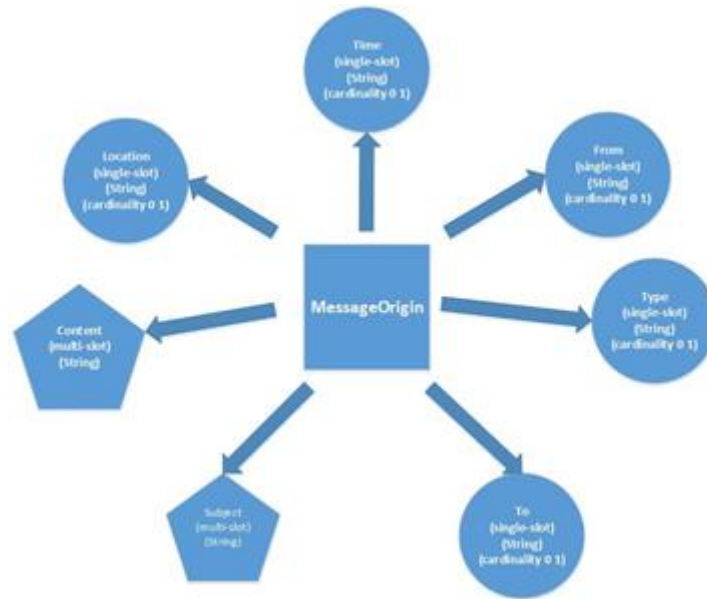 Time
(single-slot)
(String)
(cardinality 0 1)
Location
(single-slot)
(String)
(cardinality 0 1)
From
(single-slot)
(String)
(cardinality 0 1)
MessageOrigin
Type
(single-slot)
(String)
(cardinality 0 1)
Content
(multi-slot)
(String)
Subject
(multi-slot)
(String)
To
(single-slot)
(String)
(cardinality 0 1)